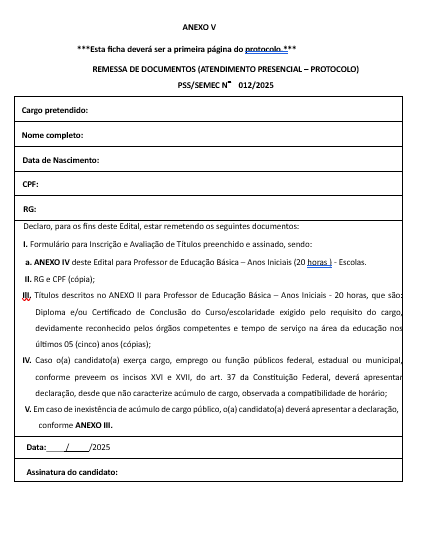 ANEXO V
***Esta ficha deverá ser a primeira página do protocolo.***
REMESSA DE DOCUMENTOS (ATENDIMENTO PRESENCIAL – PROTOCOLO)
PSS/SEMEC Nº 012/2025
Cargo pretendido:
Nome completo:
Data de Nascimento:
CPF:
RG:
Declaro, para os fins deste Edital, estar remetendo os seguintes documentos:
I. Formulário para Inscrição e Avaliação de Títulos preenchido e assinado, sendo:
a. ANEXO IV deste Edital para Professor de Educação Básica – Anos Iniciais (20 horas ) - Escolas.
II. RG e CPF (cópia);
III. Títulos descritos no ANEXO II para Professor de Educação Básica – Anos Iniciais - 20 horas, que são:
Diploma e/ou Certificado de Conclusão do Curso/escolaridade exigido pelo requisito do cargo,
devidamente reconhecido pelos órgãos competentes e tempo de serviço na área da educação nos
últimos 05 (cinco) anos (cópias);
IV. Caso o(a) candidato(a) exerça cargo, emprego ou função públicos federal, estadual ou municipal,
conforme preveem os incisos XVI e XVII, do art. 37 da Constituição Federal, deverá apresentar
declaração, desde que não caracterize acúmulo de cargo, observada a compatibilidade de horário;
V. Em caso de inexistência de acúmulo de cargo público, o(a) candidato(a) deverá apresentar a declaração,
conforme ANEXO III.
Data:____/_____/2025
Assinatura do candidato: